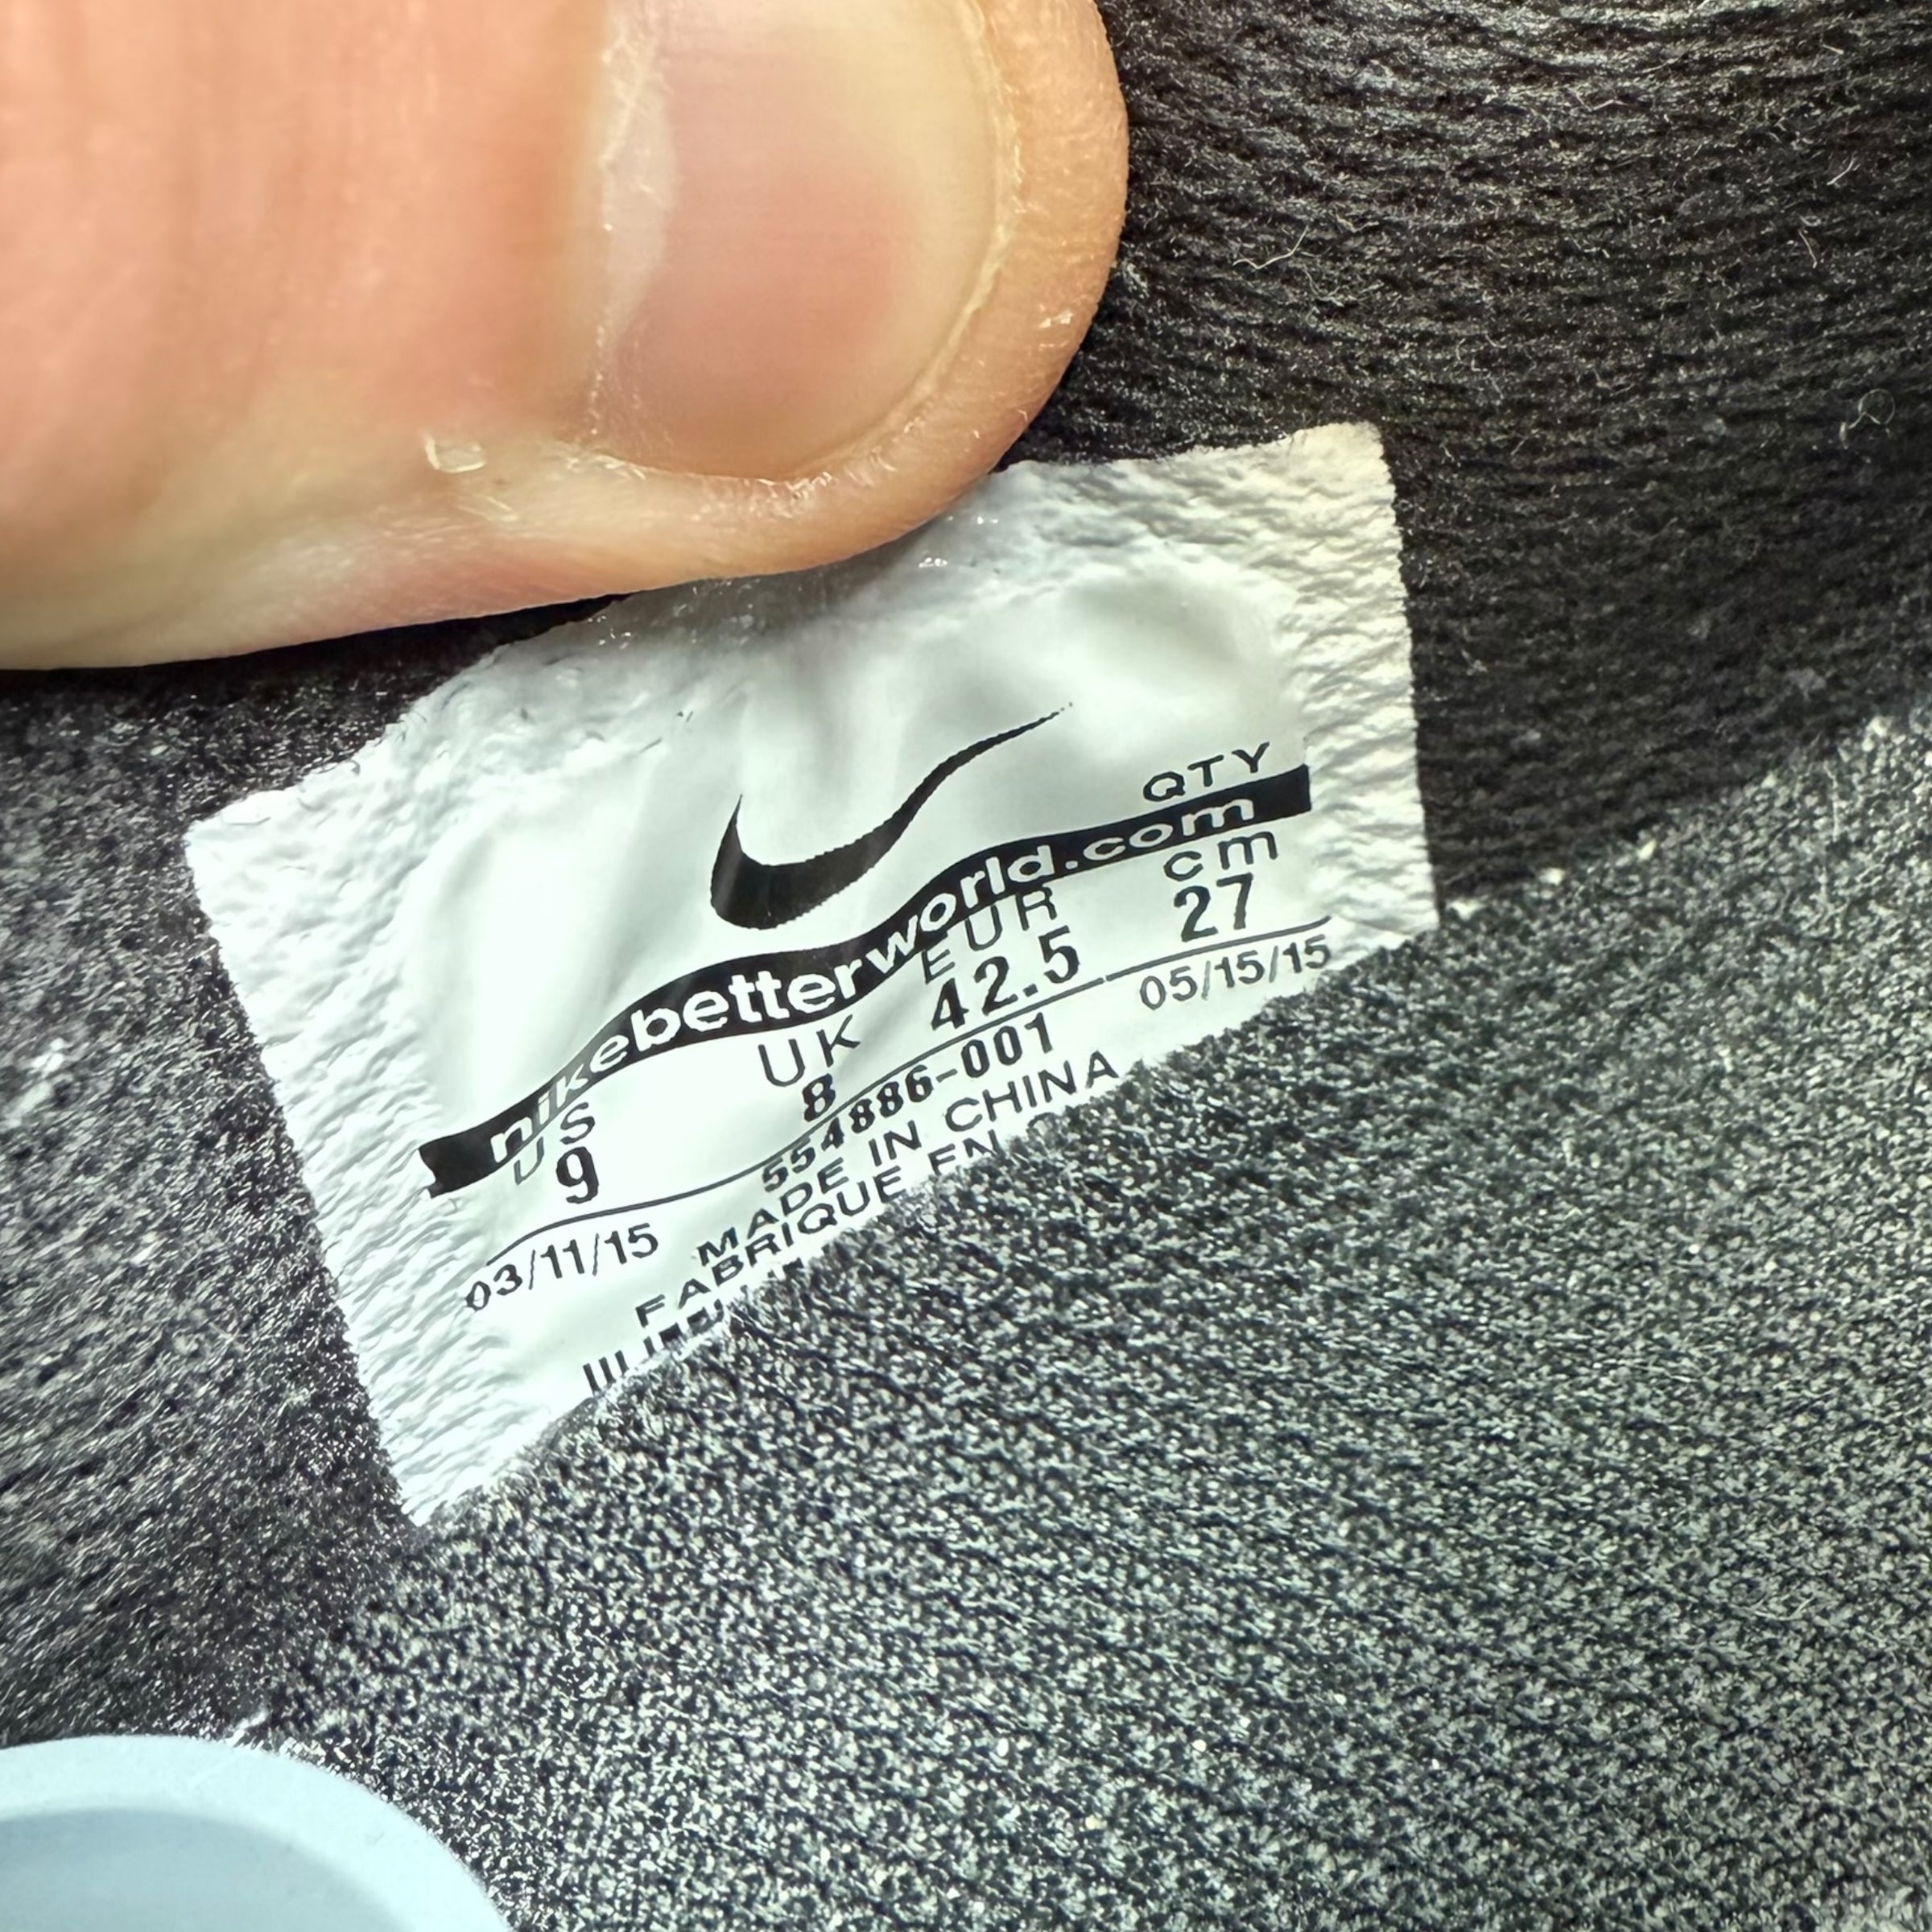 QTY
nikebetterworld.com
US UK EUR cm
9 8 42.5 27
03/11/15 554886-001 05/15/15
MADE IN CHINA
FABRIQUE EN